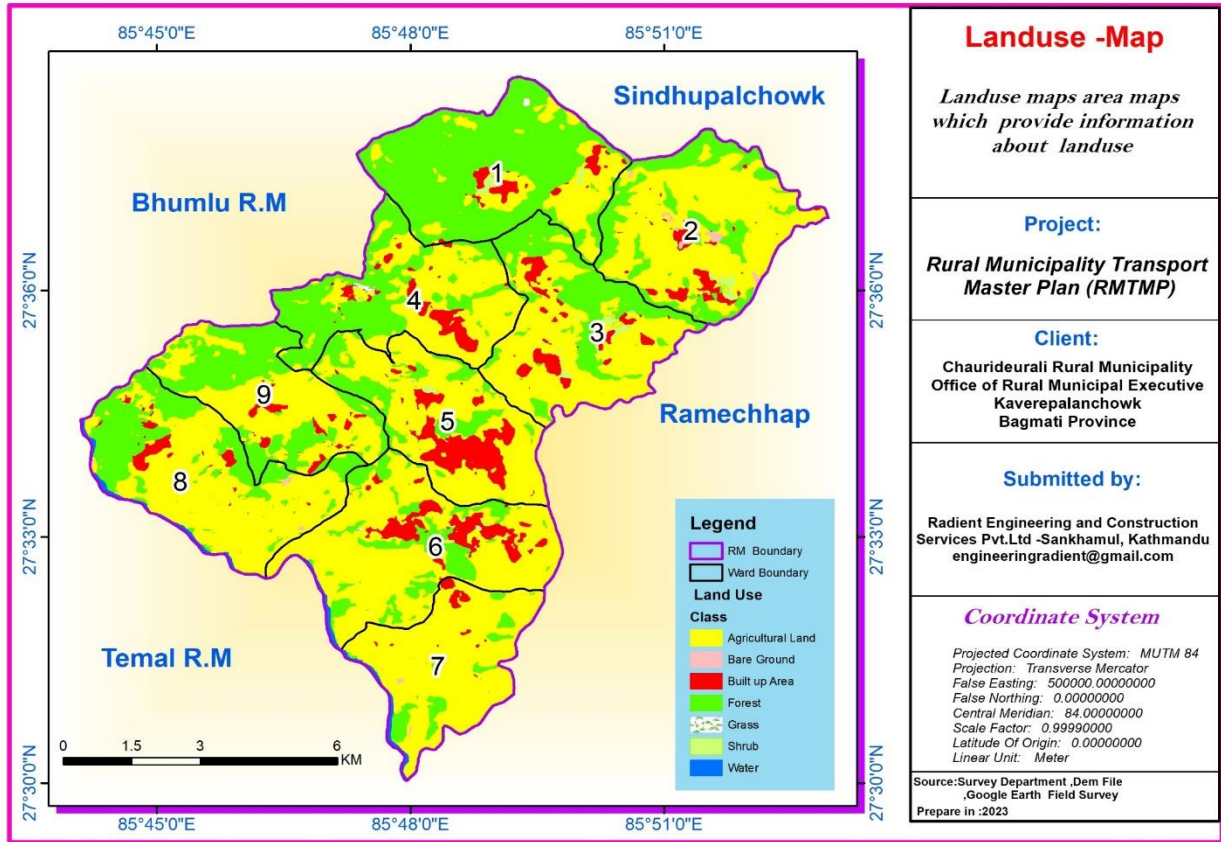 85°45'0"E
85°48'0"E
85°51'0"E
Sindhupalchowk
Bhumlu R.M
27°36'0"N
27°36'0"N
1
2
4
3
9
5
8
6
7
Ramechhap
27°33'0"N
27°33'0"N
Temal R.M
27°30'0"N
27°30'0"N
0 1.5 3 6
KM
85°45'0"E
85°48'0"E
85°51'0"E
Legend
RM Boundary
Ward Boundary
Land Use
Class
Agricultural Land
Bare Ground
Built up Area
Forest
Grass
Shrub
Water
Landuse -Map
Landuse maps area maps
which provide information
about landuse
Project:
Rural Municipality Transport
Master Plan (RMTMP)
Client:
Chaurideurali Rural Municipality
Office of Rural Municipal Executive
Kaverepalanchowk
Bagmati Province
Submitted by:
Radient Engineering and Construction
Services Pvt.Ltd -Sankhamul, Kathmandu
engineeringradient@gmail.com
Coordinate System
Projected Coordinate System: MUTM 84
Projection: Transverse Mercator
False Easting: 500000.00000000
False Northing: 0.00000000
Central Meridian: 84.00000000
Scale Factor: 0.99990000
Latitude Of Origin: 0.00000000
Linear Unit: Meter
Source:Survey Department ,Dem File
,Google Earth Field Survey
Prepare in :2023